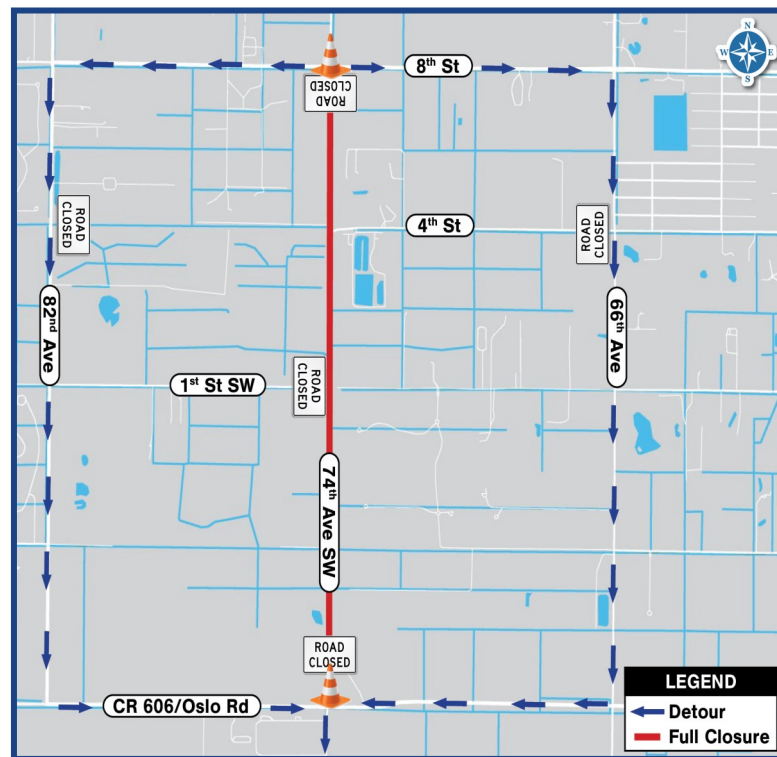 N
W E
S
8th St
ROAD
CLOSED
ROAD
CLOSED
4th St
ROAD
CLOSED
82nd Ave
66th Ave
1st St SW
ROAD
CLOSED
74th Ave SW
ROAD
CLOSED
CR 606/Oslo Rd
LEGEND
Detour
Full Closure